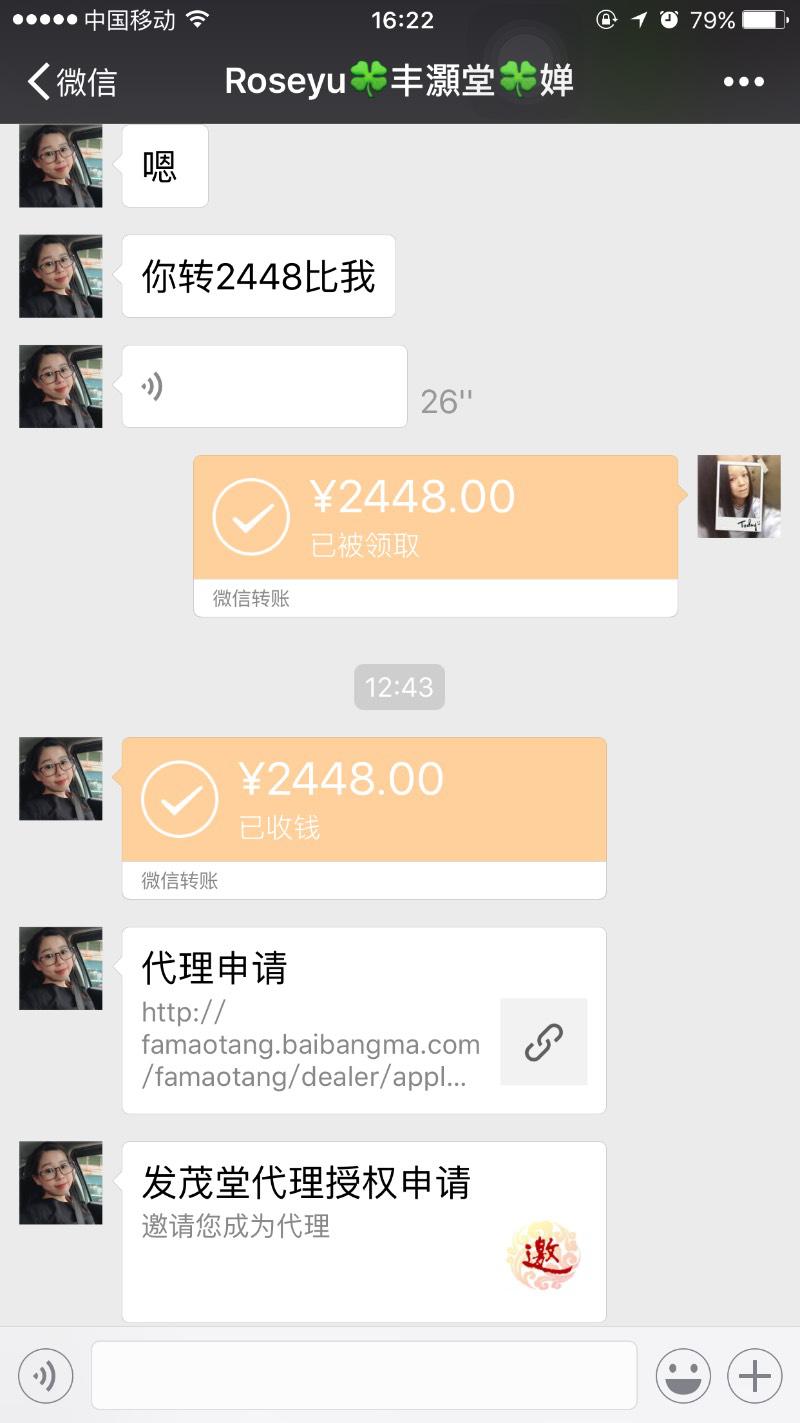 中国移动 16:22 79%
微信 Roseyu🍀丰灝堂🍀婵
嗯
你转2448比我
26''
¥2448.00
已被领取
微信转账
12:43
¥2448.00
已收钱
微信转账
代理申请
http://
famaotang.baibangma.com
/famaotang/dealer/appl...
发茂堂代理授权申请
邀请您成为代理
邀